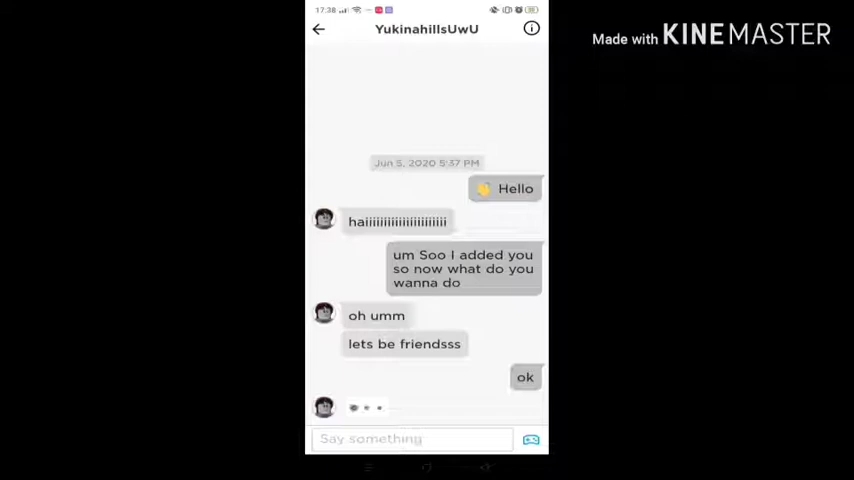 17:38
YukinahillsUwU
Made with KINEMASTER
Jun 5, 2020 5:37 PM
👋 Hello
haiiiiiiiiiiiiiiiiiiiiii
um Soo I added you
so now what do you
wanna do
oh umm
lets be friendsss
ok
Say something